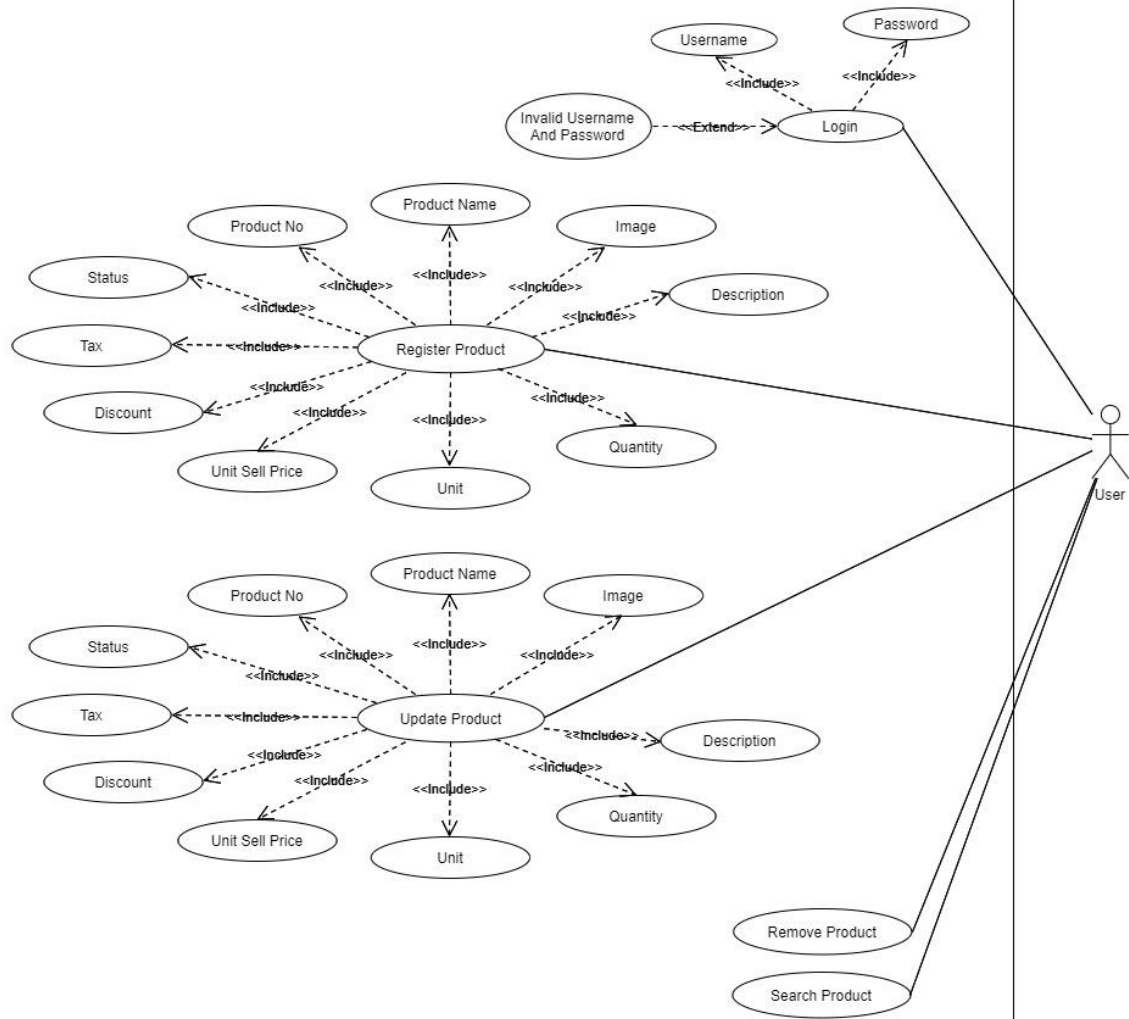 Password
Username
<<Include>>
<<Include>>
Invalid Username
And Password
<<Extend>>
Login
Product Name
Product No
Image
Status
<<Include>>
<<Include>>
<<Include>>
<<Include>>
<<Include>>
Description
Tax
<<Include>>
Register Product
Discount
<<Include>>
<<Include>>
<<Include>>
<<Include>>
Unit Sell Price
Unit
Quantity
User
Product Name
Product No
Image
Status
<<Include>>
<<Include>>
<<Include>>
<<Include>>
Tax
<<Include>>
Update Product
<<Include>>
Description
Discount
<<Include>>
<<Include>>
<<Include>>
<<Include>>
Unit Sell Price
Unit
Quantity
Remove Product
Search Product